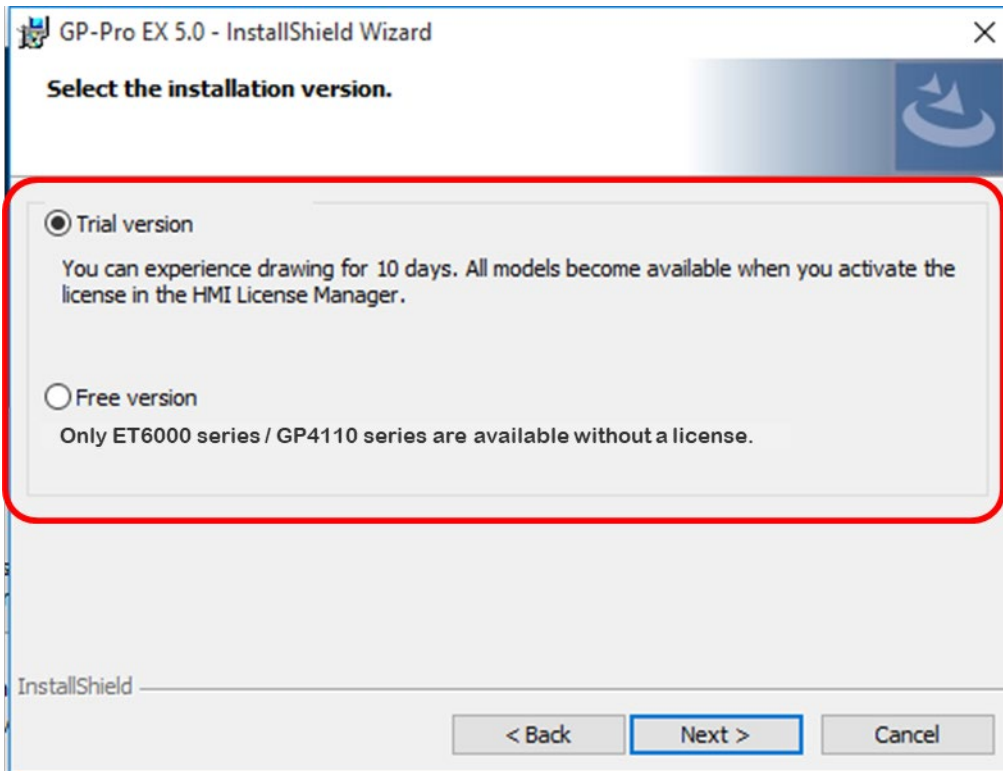 GP-Pro EX 5.0 - InstallShield Wizard
Select the installation version.
Trial version
You can experience drawing for 10 days. All models become available when you activate the
license in the HMI License Manager.
Free version
Only ET6000 series / GP4110 series are available without a license.
InstallShield
< Back
Next >
Cancel